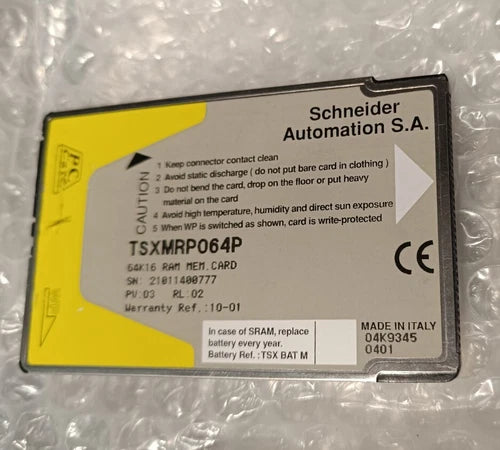 Schneider
Automation S.A.
PC
CAUTION
1 Keep connector contact clean
2 Avoid static discharge ( do not put bare card in clothing )
3 Do not bend the card, drop on the floor or put heavy
material on the card
4 Avoid high temperature, humidity and direct sun exposure
5 When WP is switched as shown, card is write-protected
TSXMRP064P
64K16 RAM MEM.CARD
SN: 21011400777
PV:03 RL:02
Warranty Ref.:10-01
CE
In case of SRAM, replace
battery every year.
Battery Ref. :TSX BAT M
MADE IN ITALY
04K9345
0401